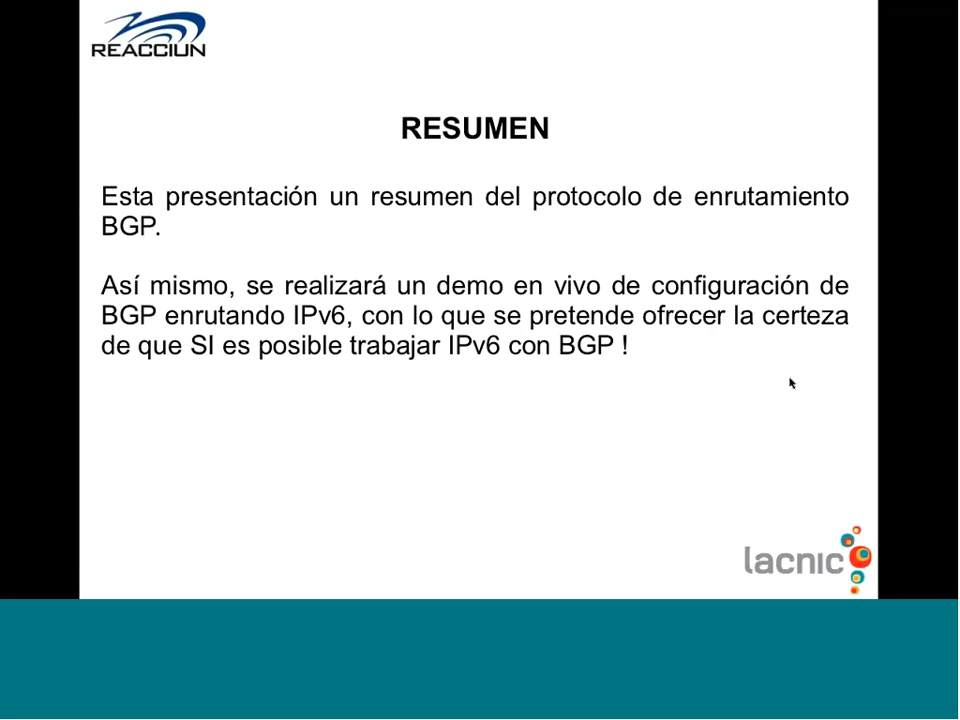 REACCIUN
RESUMEN
Esta presentación un resumen del protocolo de enrutamiento
BGP.
Así mismo, se realizará un demo en vivo de configuración de
BGP enrutando IPv6, con lo que se pretende ofrecer la certeza
de que SI es posible trabajar IPv6 con BGP !
lacnic